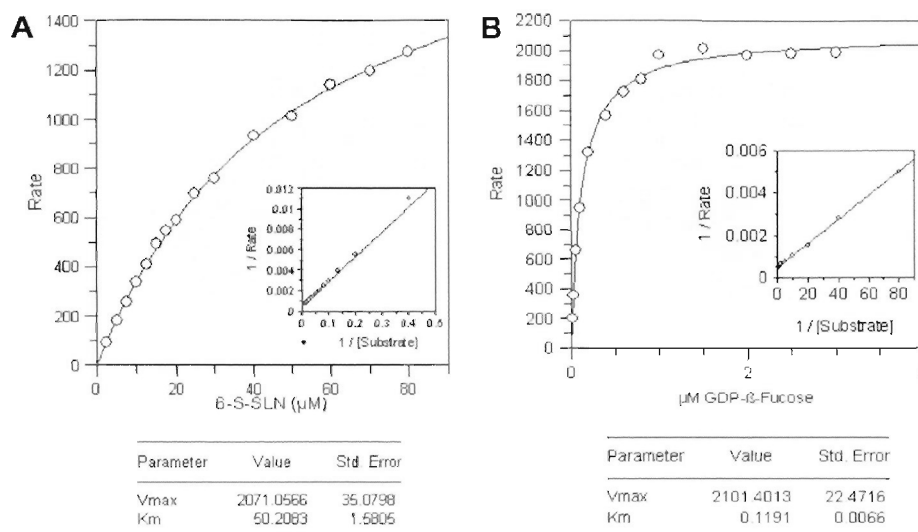 A
1400
1200
1000
800
600
400
200
0
Rate
0 20 40 60 80
6-S-SLN (µM)
0.012
0.01
0.008
0.006
0.004
0.002
1 / Rate
0 0.1 0.2 0.3 0.4 0.5
1 / [Substrate]
Parameter Value Std. Error
Vmax 2071.0566 35.0798
Km 50.2083 1.5805
B
2200
2000
1800
1600
1400
1200
1000
800
600
400
200
0
Rate
0 2
µM GDP-ß-Fucose
0.006
0.004
0.002
0
1 / Rate
0 20 40 60 80
1 / [Substrate]
Parameter Value Std. Error
Vmax 2101.4013 22.4716
Km 0.1191 0.0066